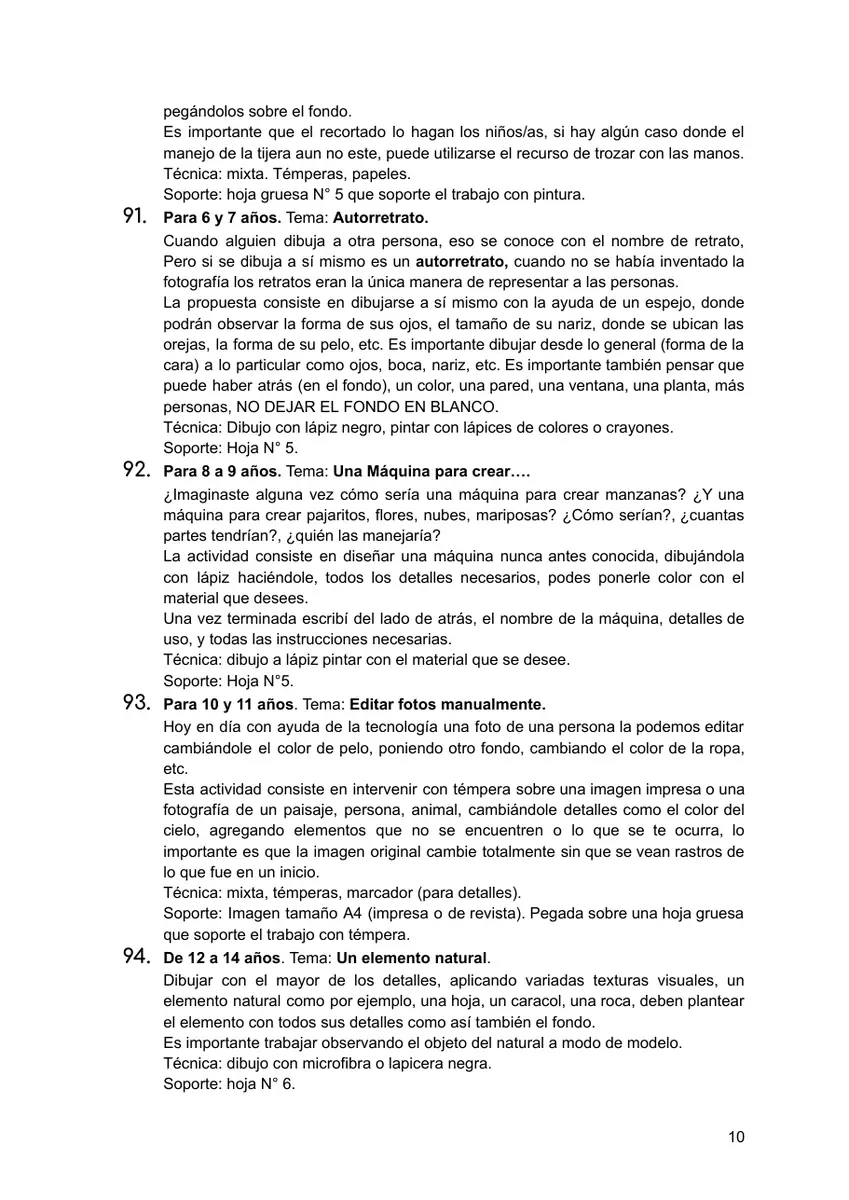 pegándolos sobre el fondo.
Es importante que el recortado lo hagan los niños/as, si hay algún caso donde el
manejo de la tijera aun no este, puede utilizarse el recurso de trozar con las manos.
Técnica: mixta. Témperas, papeles.
Soporte: hoja gruesa N° 5 que soporte el trabajo con pintura.
91. Para 6 y 7 años. Tema: Autorretrato.
Cuando alguien dibuja a otra persona, eso se conoce con el nombre de retrato,
Pero si se dibuja a sí mismo es un autorretrato, cuando no se había inventado la
fotografía los retratos eran la única manera de representar a las personas.
La propuesta consiste en dibujarse a sí mismo con la ayuda de un espejo, donde
podrán observar la forma de sus ojos, el tamaño de su nariz, donde se ubican las
orejas, la forma de su pelo, etc. Es importante dibujar desde lo general (forma de la
cara) a lo particular como ojos, boca, nariz, etc. Es importante también pensar que
puede haber atrás (en el fondo), un color, una pared, una ventana, una planta, más
personas, NO DEJAR EL FONDO EN BLANCO.
Técnica: Dibujo con lápiz negro, pintar con lápices de colores o crayones.
Soporte: Hoja N° 5.
92. Para 8 a 9 años. Tema: Una Máquina para crear….
¿Imaginaste alguna vez cómo sería una máquina para crear manzanas? ¿Y una
máquina para crear pajaritos, flores, nubes, mariposas? ¿Cómo serían?, ¿cuantas
partes tendrían?, ¿quién las manejaría?
La actividad consiste en diseñar una máquina nunca antes conocida, dibujándola
con lápiz haciéndole, todos los detalles necesarios, podes ponerle color con el
material que desees.
Una vez terminada escribí del lado de atrás, el nombre de la máquina, detalles de
uso, y todas las instrucciones necesarias.
Técnica: dibujo a lápiz pintar con el material que se desee.
Soporte: Hoja N°5.
93. Para 10 y 11 años. Tema: Editar fotos manualmente.
Hoy en día con ayuda de la tecnología una foto de una persona la podemos editar
cambiándole el color de pelo, poniendo otro fondo, cambiando el color de la ropa,
etc.
Esta actividad consiste en intervenir con témpera sobre una imagen impresa o una
fotografía de un paisaje, persona, animal, cambiándole detalles como el color del
cielo, agregando elementos que no se encuentren o lo que se te ocurra, lo
importante es que la imagen original cambie totalmente sin que se vean rastros de
lo que fue en un inicio.
Técnica: mixta, témperas, marcador (para detalles).
Soporte: Imagen tamaño A4 (impresa o de revista). Pegada sobre una hoja gruesa
que soporte el trabajo con témpera.
94. De 12 a 14 años. Tema: Un elemento natural.
Dibujar con el mayor de los detalles, aplicando variadas texturas visuales, un
elemento natural como por ejemplo, una hoja, un caracol, una roca, deben plantear
el elemento con todos sus detalles como así también el fondo.
Es importante trabajar observando el objeto del natural a modo de modelo.
Técnica: dibujo con microfibra o lapicera negra.
Soporte: hoja N° 6.
10